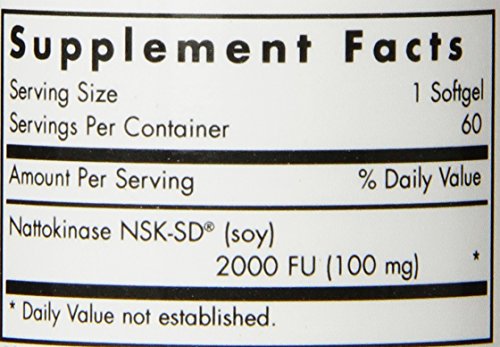 Supplement Facts
Serving Size 1 Softgel
Servings Per Container 60
Amount Per Serving % Daily Value
Nattokinase NSK-SD® (soy)
2000 FU (100 mg) *
* Daily Value not established.